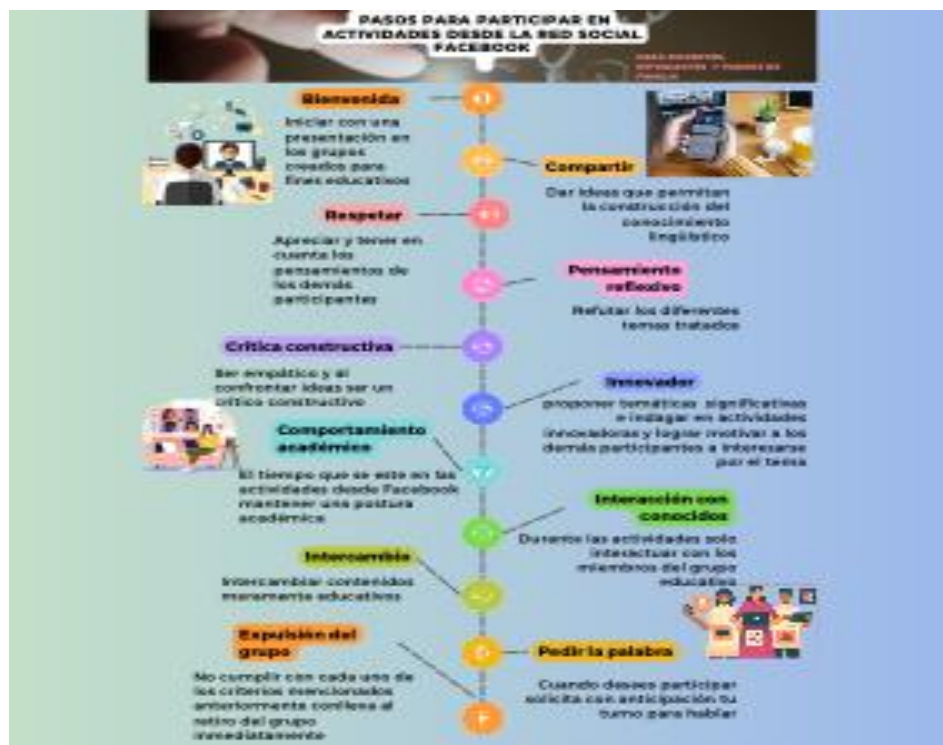 PASOS PARA PARTICIPAR EN
ACTIVIDADES DESDE LA RED SOCIAL
FACEBOOK
PARA DOCENTES,
ESTUDIANTES Y PADRES DE
FAMILIA
Bienvenida
Iniciar con una
presentación en
los grupos
creados para
fines educativos
Compartir
Dar ideas que permitan
la construcción del
conocimiento
lingüístico
Respetar
Apreciar y tener en
cuenta los
pensamientos de
los demás
participantes
Pensamiento
reflexivo
Refutar los diferentes
temas tratados
Crítica constructiva
Ser empático y al
confrontar ideas ser un
crítico constructivo
Innovador
proponer temáticas significativas
e indagar en actividades
innovadoras y lograr motivar a los
demás participantes a interesarse
por el tema
Comportamiento
académico
El tiempo que se este en las
actividades desde Facebook
mantener una postura
académica
Interacción con
conocidos
Durante las actividades solo
interactuar con los
miembros del grupo
educativo
Intercambio
Intercambiar contenidos
meramente educativos
Pedir la palabra
Cuando desees participar
solicita con anticipación tu
turno para hablar
Expulsión del
grupo
No cumplir con cada uno de
los criterios mencionados
anteriormente conlleva al
retiro del grupo
inmediatamente